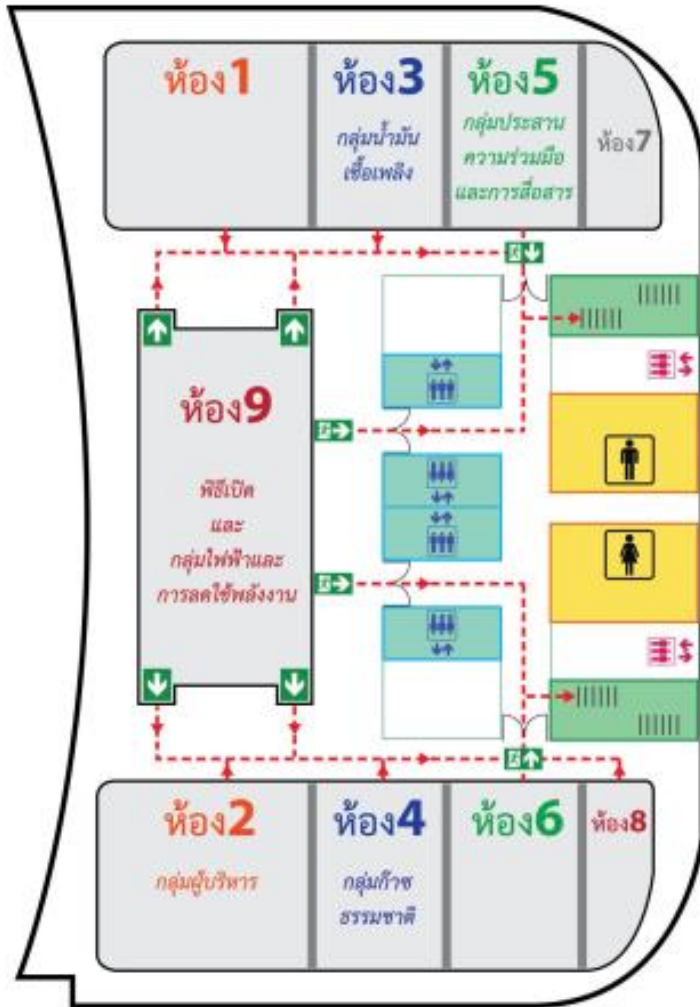 ห้อง1
ห้อง3
กลุ่มน้ำมัน
เชื้อเพลิง
ห้อง5
กลุ่มประสาน
ความร่วมมือ
และการสื่อสาร
ห้อง7
ห้อง9
พิธีเปิด
และ
กลุ่มไฟฟ้าและ
การลดใช้พลังงาน
ห้อง2
กลุ่มผู้บริหาร
ห้อง4
กลุ่มก๊าซ
ธรรมชาติ
ห้อง6
ห้อง8